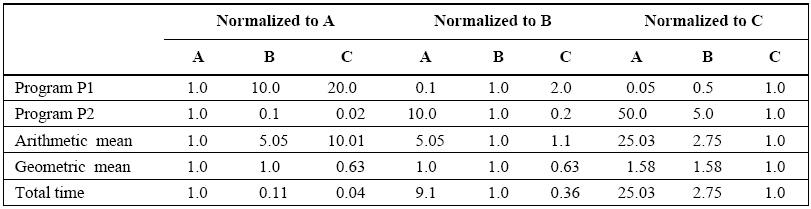 Normalized to A Normalized to B Normalized to C
A B C A B C A B C
Program P1 1.0 10.0 20.0 0.1 1.0 2.0 0.05 0.5 1.0
Program P2 1.0 0.1 0.02 10.0 1.0 0.2 50.0 5.0 1.0
Arithmetic mean 1.0 5.05 10.01 5.05 1.0 1.1 25.03 2.75 1.0
Geometric mean 1.0 1.0 0.63 1.0 1.0 0.63 1.58 1.58 1.0
Total time 1.0 0.11 0.04 9.1 1.0 0.36 25.03 2.75 1.0